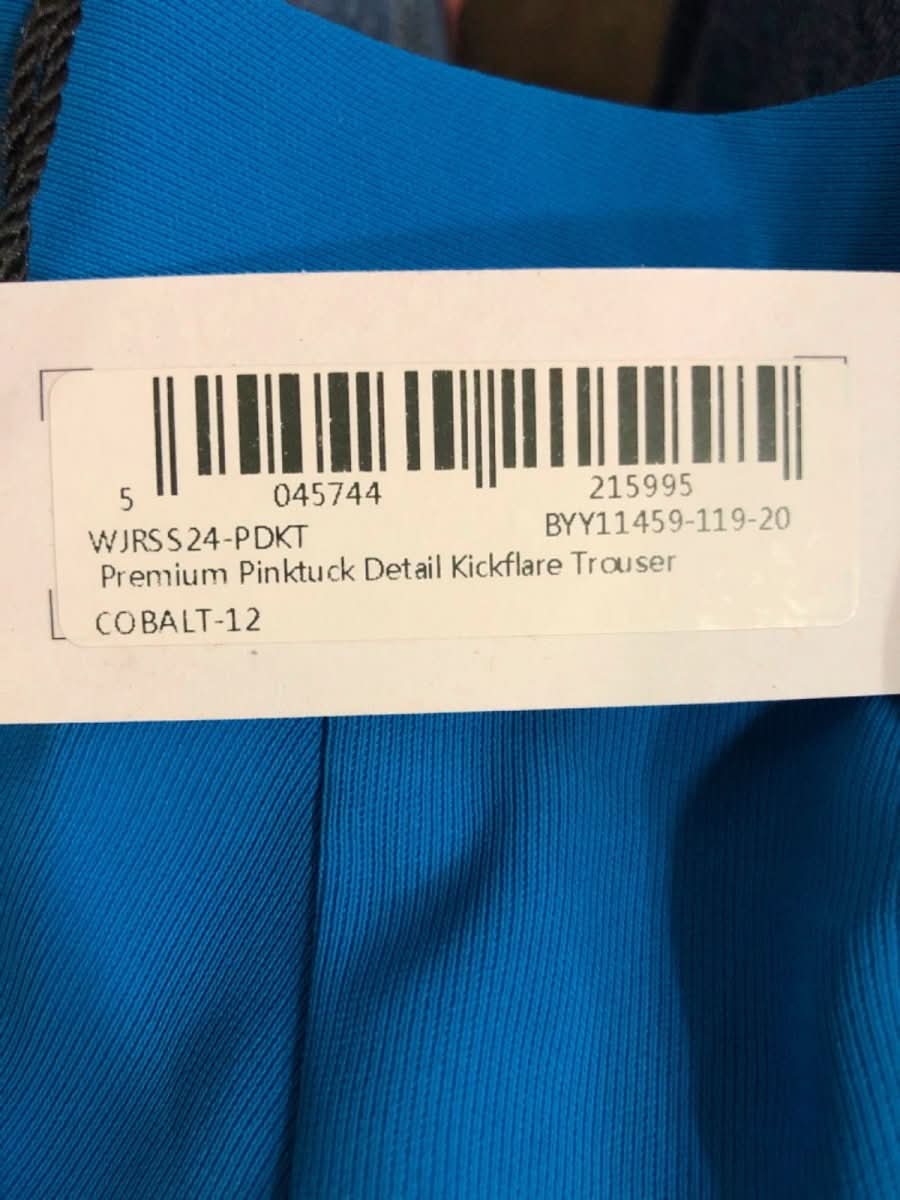 5 045744 215995
WJRSS24-PDKT BYY11459-119-20
Premium Pinktuck Detail Kickflare Trouser
COBALT-12